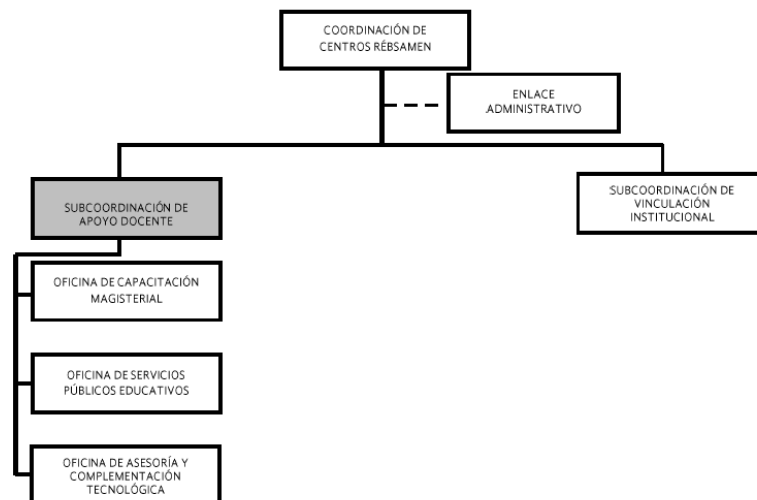 COORDINACIÓN DE
CENTROS RÉBSAMEN
ENLACE
ADMINISTRATIVO
SUBCOORDINACIÓN DE
APOYO DOCENTE
SUBCOORDINACIÓN DE
VINCULACIÓN
INSTITUCIONAL
OFICINA DE CAPACITACIÓN
MAGISTERIAL
OFICINA DE SERVICIOS
PÚBLICOS EDUCATIVOS
OFICINA DE ASESORÍA Y
COMPLEMENTACIÓN
TECNOLÓGICA